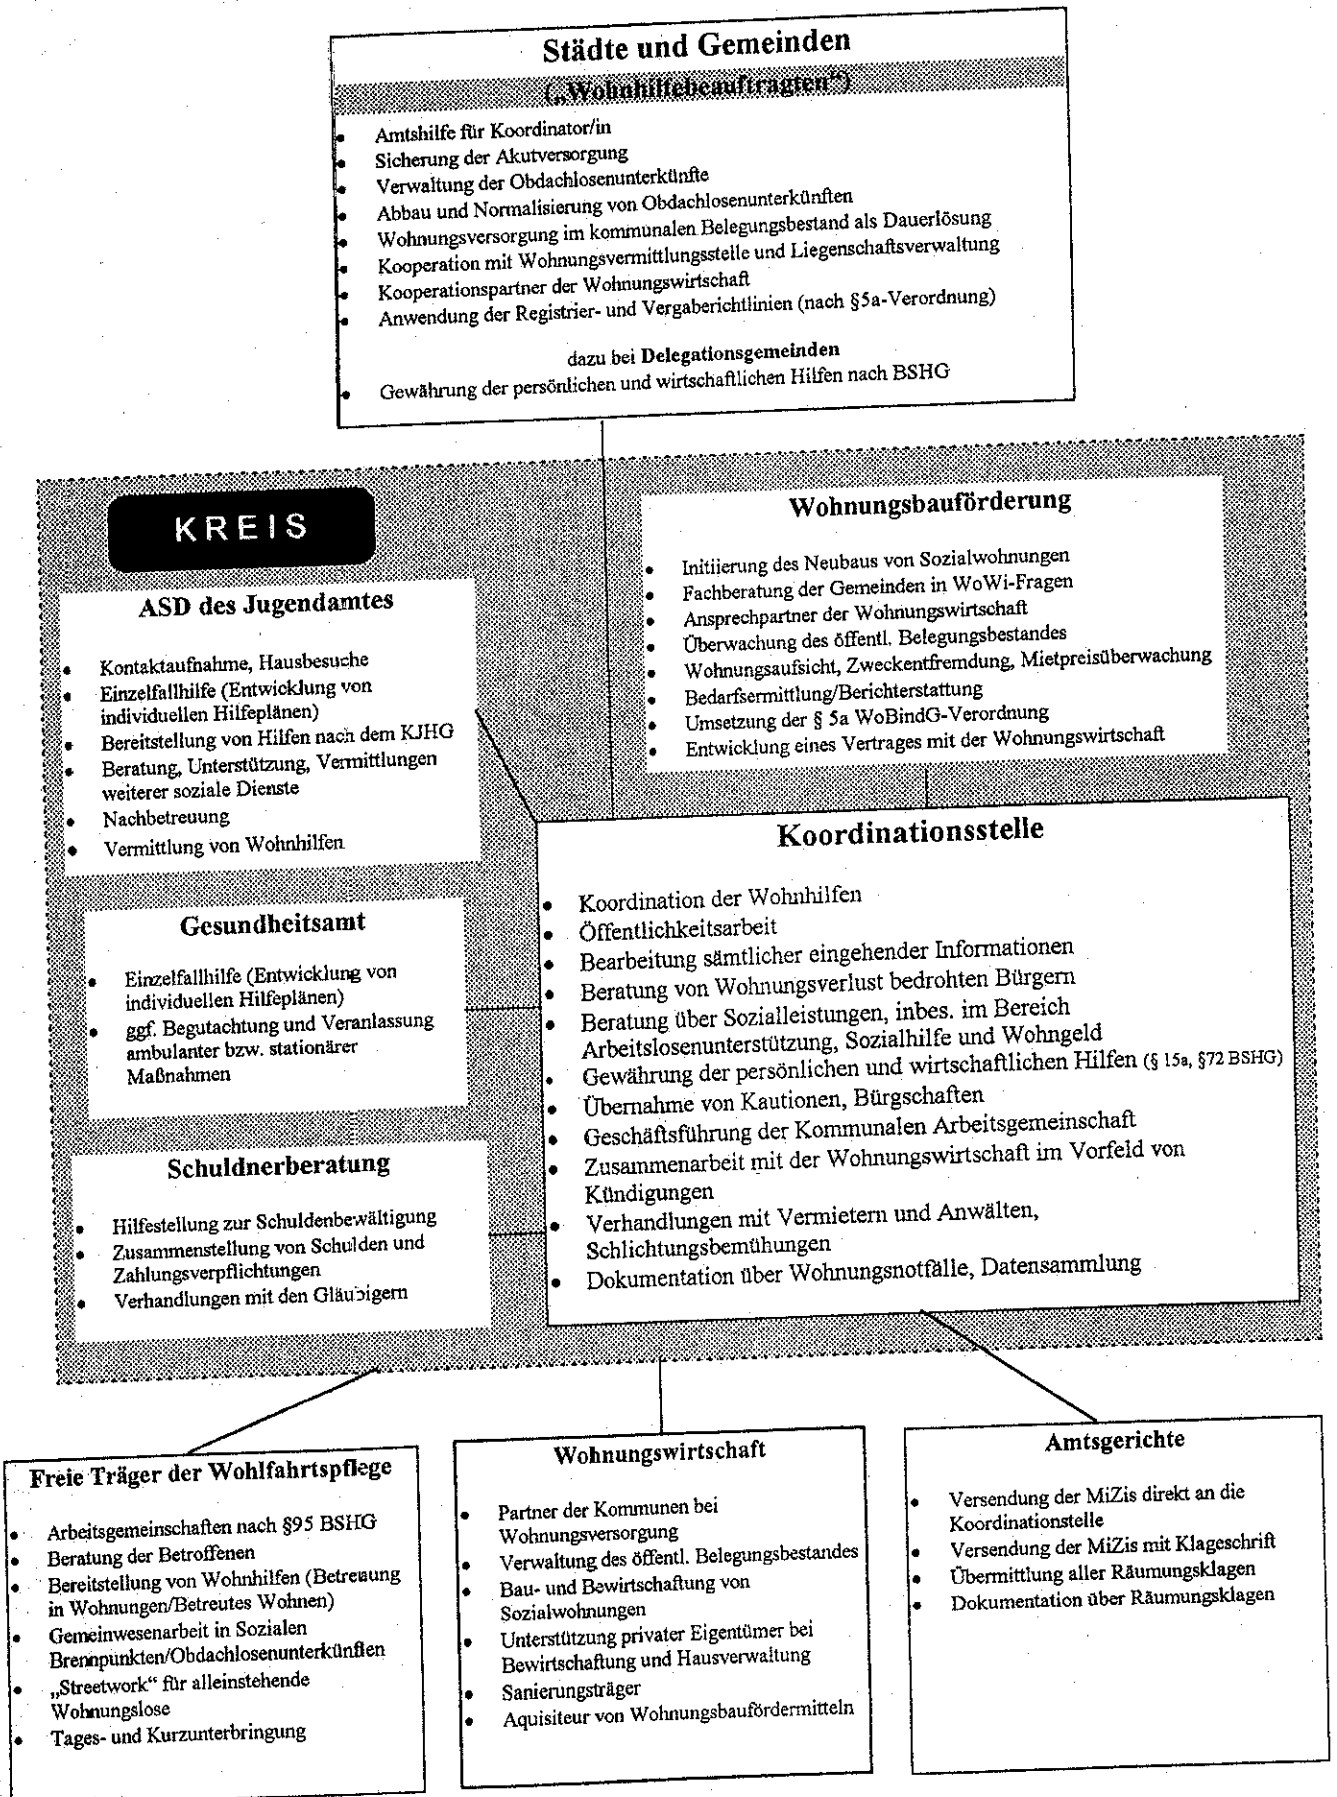 Städte und Gemeinden
(„Wohnhilfebeauftragten“)
• Amtshilfe für Koordinator/in
• Sicherung der Akutversorgung
• Verwaltung der Obdachlosenunterkünfte
• Abbau und Normalisierung von Obdachlosenunterkünften
• Wohnungsversorgung im kommunalen Belegungsbestand als Dauerlösung
• Kooperation mit Wohnungsvermittlungsstelle und Liegenschaftsverwaltung
• Kooperationspartner der Wohnungswirtschaft
• Anwendung der Registrier- und Vergaberichtlinien (nach §5a-Verordnung)
dazu bei Delegationsgemeinden
• Gewährung der persönlichen und wirtschaftlichen Hilfen nach BSHG
KREIS
ASD des Jugendamtes
• Kontaktaufnahme, Hausbesuche
• Einzelfallhilfe (Entwicklung von
individuellen Hilfeplänen)
• Bereitstellung von Hilfen nach dem KJHG
• Beratung, Unterstützung, Vermittlungen
weiterer soziale Dienste
• Nachbetreuung
• Vermittlung von Wohnhilfen
Wohnungsbauförderung
• Initiierung des Neubaus von Sozialwohnungen
• Fachberatung der Gemeinden in WoWi-Fragen
• Ansprechpartner der Wohnungswirtschaft
• Überwachung des öffentl. Belegungsbestandes
• Wohnungsaufsicht, Zweckentfremdung, Mietpreisüberwachung
• Bedarfsermittlung/Berichterstattung
• Umsetzung der § 5a WoBindG-Verordnung
• Entwicklung eines Vertrages mit der Wohnungswirtschaft
Gesundheitsamt
• Einzelfallhilfe (Entwicklung von
individuellen Hilfeplänen)
• ggf. Begutachtung und Veranlassung
ambulanter bzw. stationärer
Maßnahmen
Schuldnerberatung
• Hilfestellung zur Schuldenbewältigung
• Zusammenstellung von Schulden und
Zahlungsverpflichtungen
• Verhandlungen mit den Gläubigern
Koordinationsstelle
• Koordination der Wohnhilfen
• Öffentlichkeitsarbeit
• Bearbeitung sämtlicher eingehender Informationen
• Beratung von Wohnungsverlust bedrohten Bürgern
• Beratung über Sozialleistungen, inbes. im Bereich
Arbeitslosenunterstützung, Sozialhilfe und Wohngeld
• Gewährung der persönlichen und wirtschaftlichen Hilfen (§ 15a, §72 BSHG)
• Übernahme von Kautionen, Bürgschaften
• Geschäftsführung der Kommunalen Arbeitsgemeinschaft
• Zusammenarbeit mit der Wohnungswirtschaft im Vorfeld von
Kündigungen
• Verhandlungen mit Vermietern und Anwälten,
Schlichtungsbemühungen
• Dokumentation über Wohnungsnotfälle, Datensammlung
Freie Träger der Wohlfahrtspflege
• Arbeitsgemeinschaften nach §95 BSHG
• Beratung der Betroffenen
• Bereitstellung von Wohnhilfen (Betreuung
in Wohnungen/Betreutes Wohnen)
• Gemeinwesenarbeit in Sozialen
Brennpunkten/Obdachlosenunterkünften
• „Streetwork“ für alleinstehende
Wohnungslose
• Tages- und Kurzunterbringung
Wohnungswirtschaft
• Partner der Kommunen bei
Wohnungsversorgung
• Verwaltung des öffentl. Belegungsbestandes
• Bau- und Bewirtschaftung von
Sozialwohnungen
• Unterstützung privater Eigentümer bei
Bewirtschaftung und Hausverwaltung
• Sanierungsträger
• Aquisiteur von Wohnungsbaufördermitteln
Amtsgerichte
• Versendung der MiZis direkt an die
Koordinationstelle
• Versendung der MiZis mit Klageschrift
• Übermittlung aller Räumungsklagen
• Dokumentation über Räumungsklagen